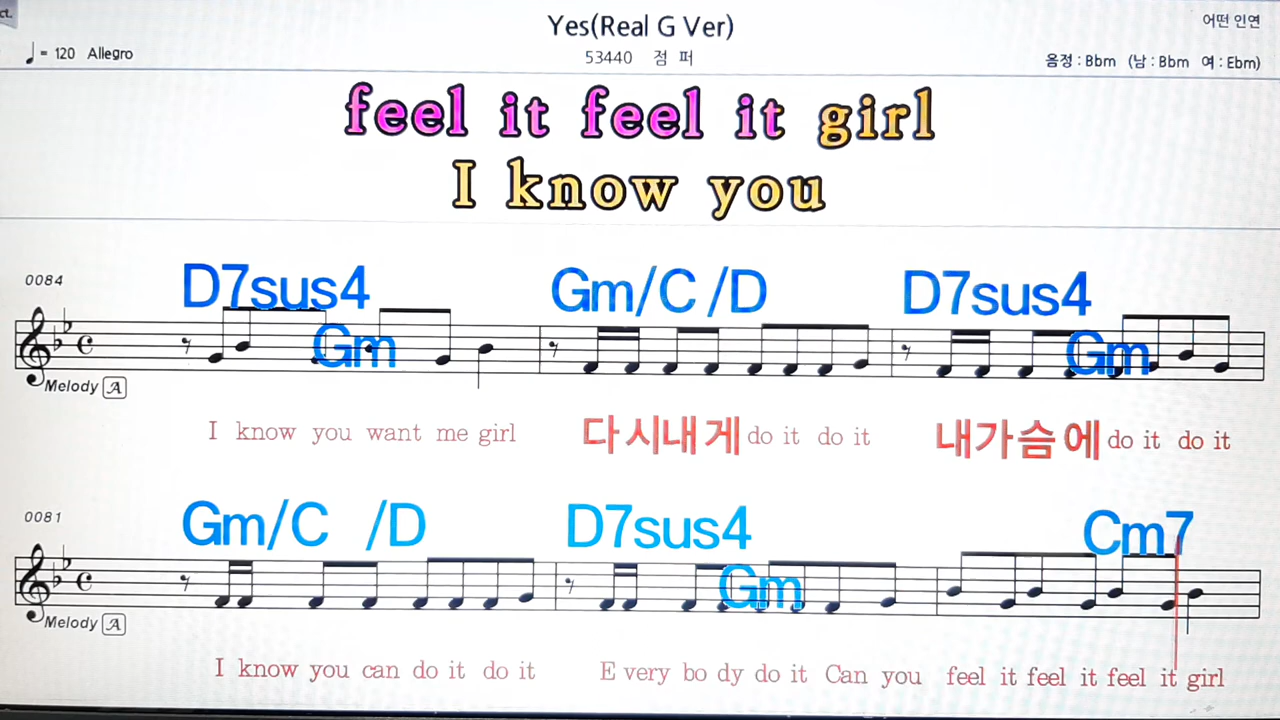 ct.
Yes(Real G Ver)
어떤 인연
♩ = 120 Allegro
53440 점 퍼
음정 : Bbm (남 : Bbm 여 : Ebm)
feel it feel it girl
I know you
0084
D7sus4 Gm Gm/C /D D7sus4 Gm
Melody A
I know you want me girl 다시내게 do it do it 내가슴에 do it do it
0081
Gm/C /D D7sus4 Gm Cm7
Melody A
I know you can do it do it E very bo dy do it Can you feel it feel it feel it girl